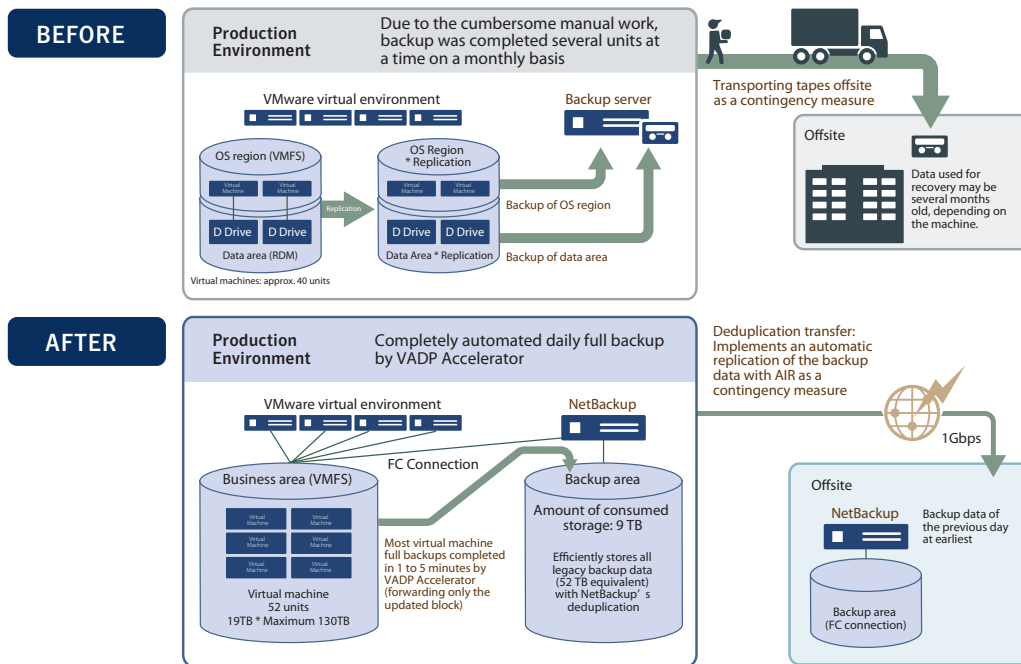 BEFORE
Production
Environment
Due to the cumbersome manual work,
backup was completed several units at
a time on a monthly basis
VMware virtual environment
Backup server
OS region (VMFS)
Virtual
Machine
Virtual
Machine
D Drive
D Drive
Data area (RDM)
Replication
OS Region
* Replication
Virtual
Machine
Virtual
Machine
D Drive
D Drive
Data Area * Replication
Backup of OS region
Backup of data area
Virtual machines: approx. 40 units
Transporting tapes offsite
as a contingency measure
Offsite
Data used for
recovery may be
several months
old, depending on
the machine.
AFTER
Production
Environment
Completely automated daily full backup
by VADP Accelerator
VMware virtual environment
NetBackup
FC Connection
Business area (VMFS)
Virtual
Machine
Virtual
Machine
Virtual
Machine
Virtual
Machine
Virtual
Machine
Virtual
Machine
Virtual machine
52 units
19TB * Maximum 130TB
Most virtual machine
full backups completed
in 1 to 5 minutes by
VADP Accelerator
(forwarding only the
updated block)
Backup area
Amount of consumed
storage: 9 TB
Efficiently stores all
legacy backup data
(52 TB equivalent)
with NetBackup's
deduplication
Deduplication transfer:
Implements an automatic
replication of the backup
data with AIR as a
contingency measure
1Gbps
Offsite
NetBackup
Backup data of
the previous day
at earliest
Backup area
(FC connection)